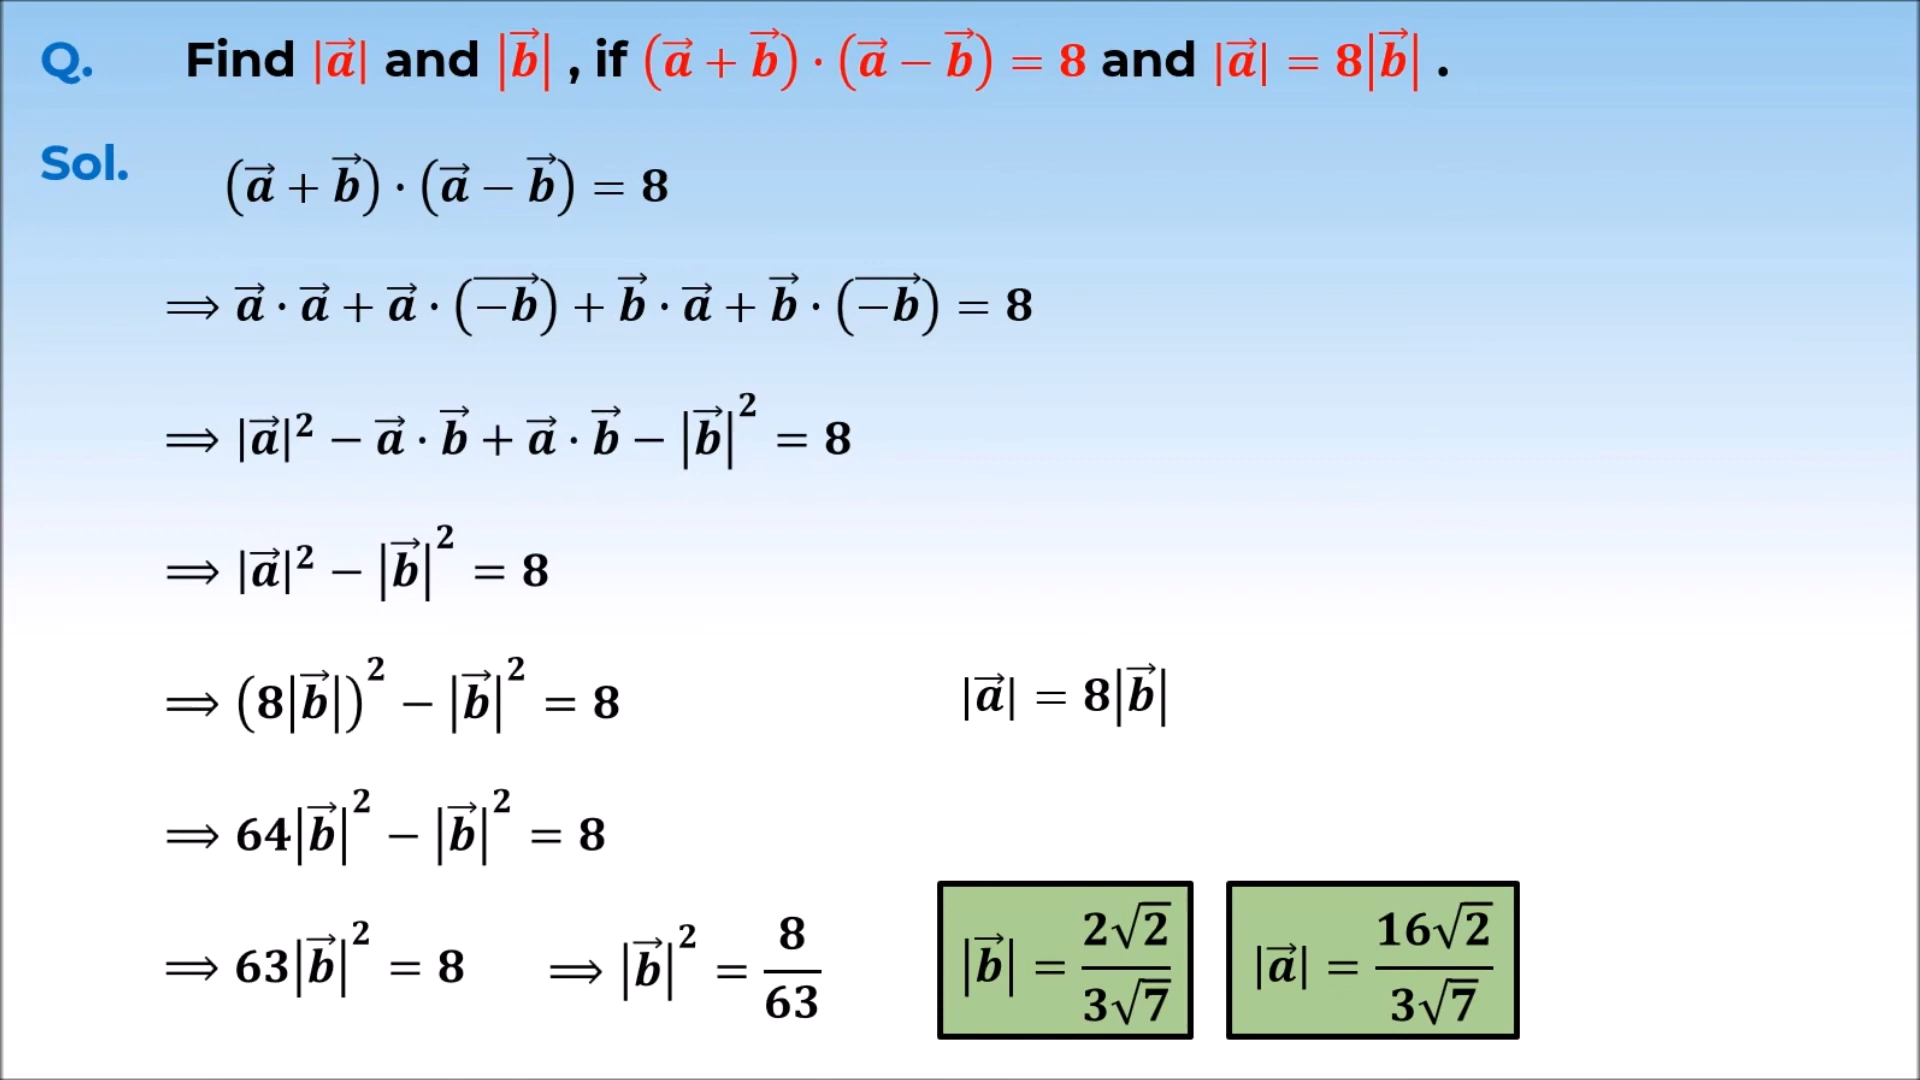 Q. Find |a⃗| and |b⃗| , if (a⃗ + b⃗) · (a⃗ − b⃗) = 8 and |a⃗| = 8|b⃗| .
Sol. (a⃗ + b⃗) · (a⃗ − b⃗) = 8
⟹ a⃗ · a⃗ + a⃗ · (−b⃗) + b⃗ · a⃗ + b⃗ · (−b⃗) = 8
⟹ |a⃗|² − a⃗ · b⃗ + a⃗ · b⃗ − |b⃗|² = 8
⟹ |a⃗|² − |b⃗|² = 8
⟹ (8|b⃗|)² − |b⃗|² = 8 |a⃗| = 8|b⃗|
⟹ 64|b⃗|² − |b⃗|² = 8
⟹ 63|b⃗|² = 8 ⟹ |b⃗|² = 8/63 |b⃗| = 2√2/3√7 |a⃗| = 16√2/3√7